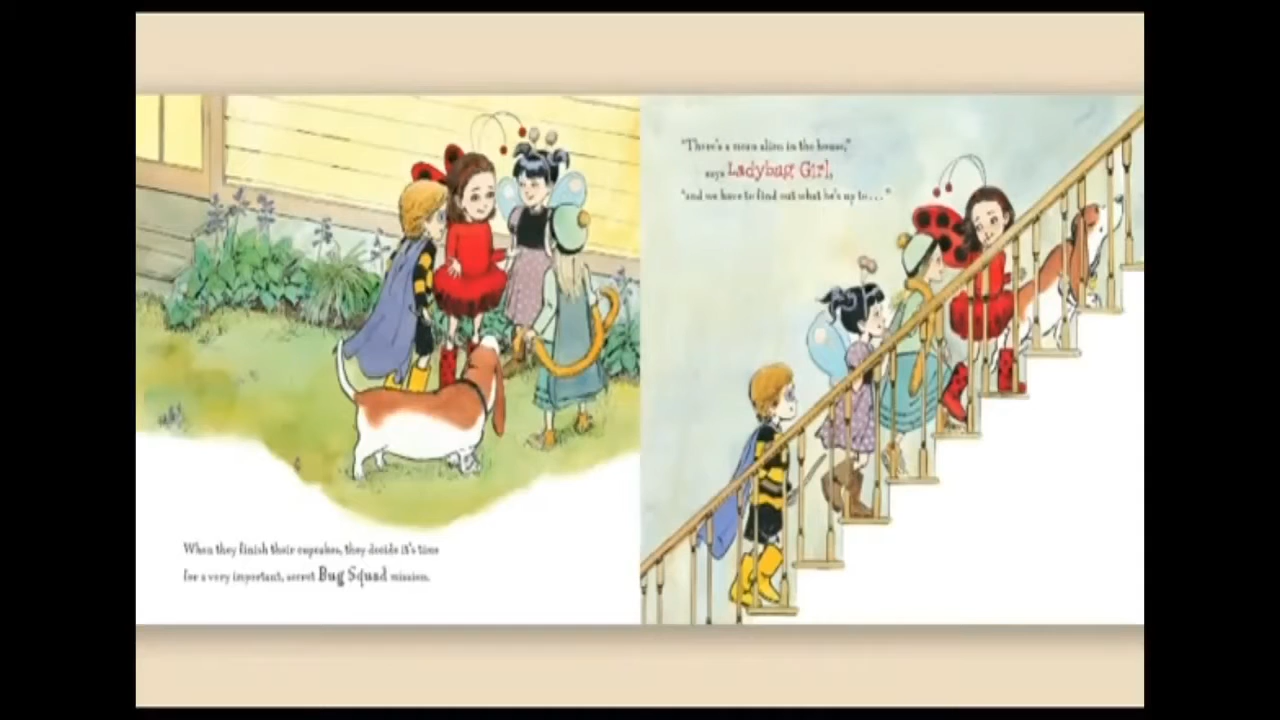 When they finish their cupcakes, they decide it's time
for a very important, secret Bug Squad mission.
"There's a mean alien in the house,"
says Ladybug Girl,
"and we have to find out what he's up to . . ."